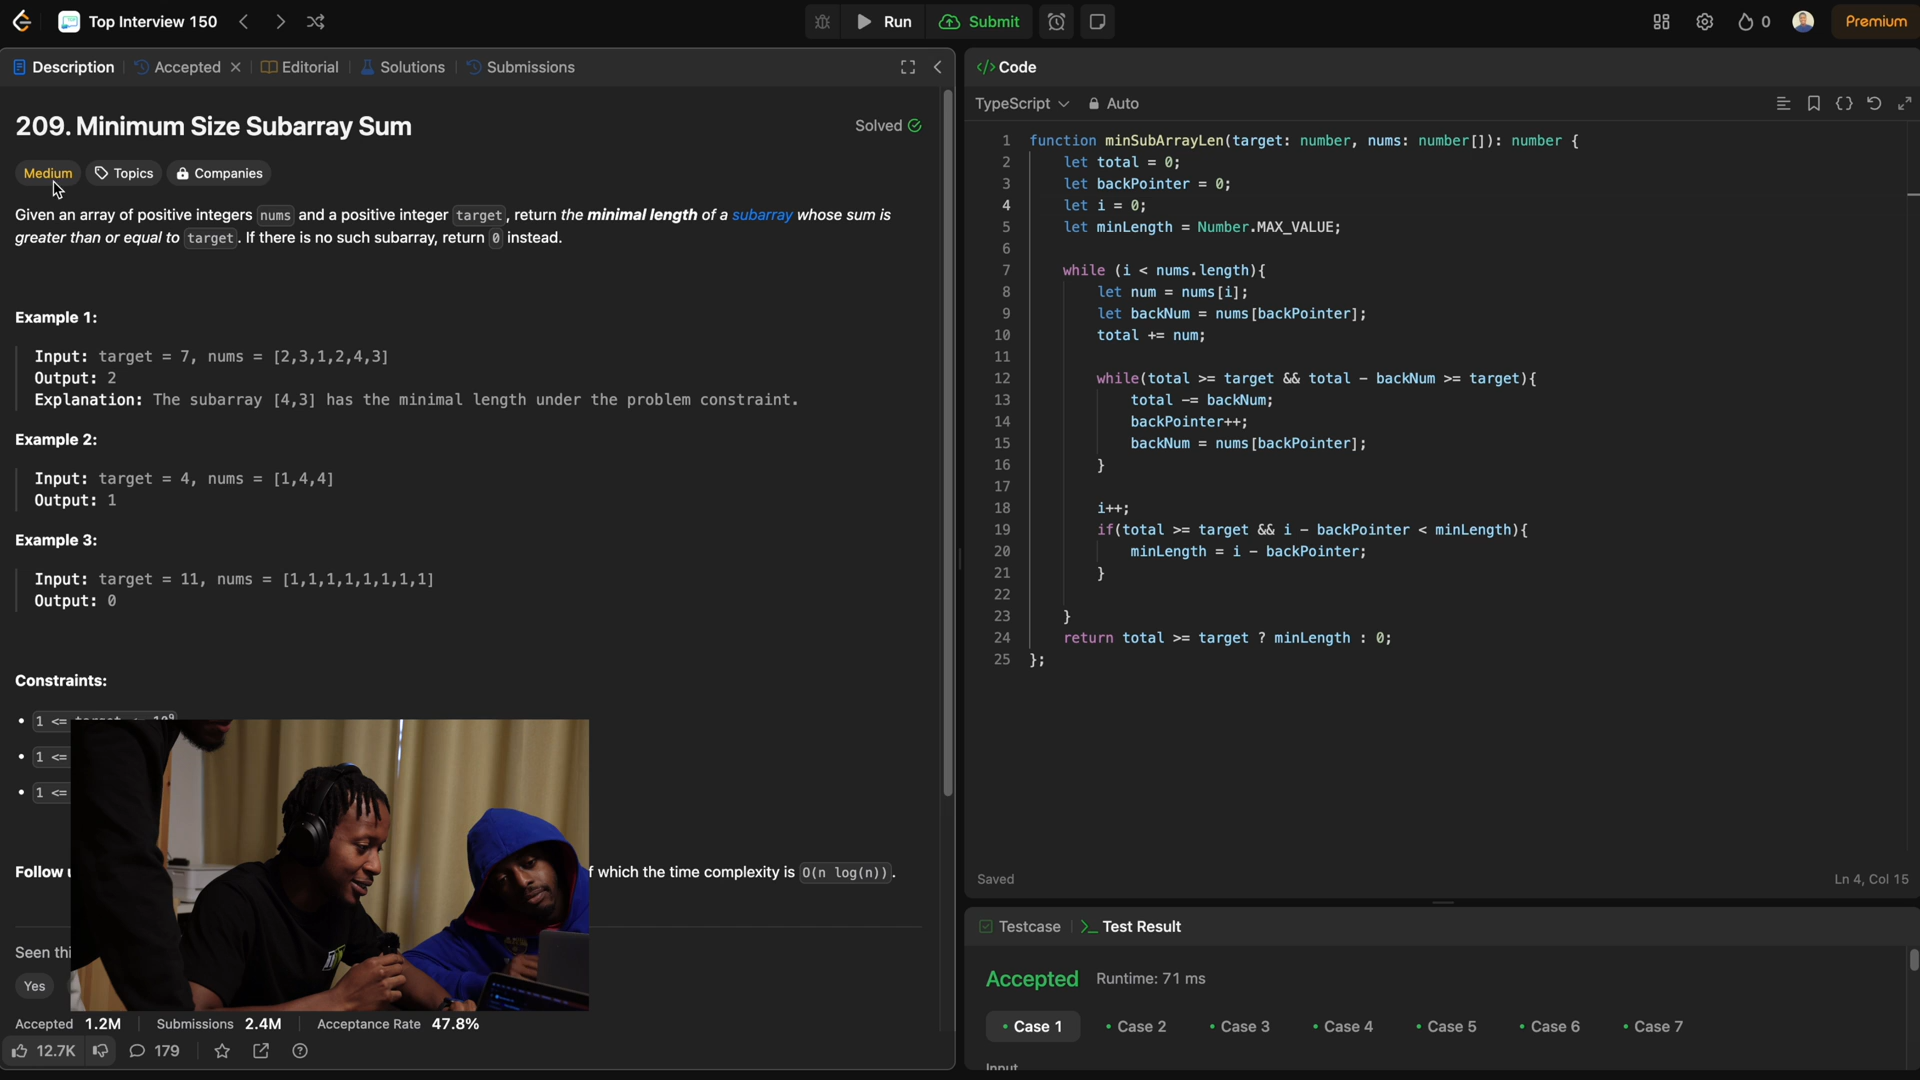 Top Interview 150
Run
Submit
0
Premium
Description
Accepted
Editorial
Solutions
Submissions
209. Minimum Size Subarray Sum
Solved
Medium
Topics
Companies
Given an array of positive integers nums and a positive integer target, return the minimal length of a subarray whose sum is
greater than or equal to target. If there is no such subarray, return 0 instead.
Example 1:
Input: target = 7, nums = [2,3,1,2,4,3]
Output: 2
Explanation: The subarray [4,3] has the minimal length under the problem constraint.
Example 2:
Input: target = 4, nums = [1,4,4]
Output: 1
Example 3:
Input: target = 11, nums = [1,1,1,1,1,1,1,1]
Output: 0
Constraints:
1 <= target <= 10⁹
1 <=
1 <=
Follow
f which the time complexity is O(n log(n)).
Seen thi
Yes
Accepted 1.2M
Submissions 2.4M
Acceptance Rate 47.8%
12.7K
179
Code
TypeScript
Auto
1 function minSubArrayLen(target: number, nums: number[]): number {
2 let total = 0;
3 let backPointer = 0;
4 let i = 0;
5 let minLength = Number.MAX_VALUE;
6
7 while (i < nums.length){
8 let num = nums[i];
9 let backNum = nums[backPointer];
10 total += num;
11
12 while(total >= target && total - backNum >= target){
13 total -= backNum;
14 backPointer++;
15 backNum = nums[backPointer];
16 }
17
18 i++;
19 if(total >= target && i - backPointer < minLength){
20 minLength = i - backPointer;
21 }
22
23 }
24 return total >= target ? minLength : 0;
25 };
Saved
Ln 4, Col 15
Testcase
Test Result
Accepted
Runtime: 71 ms
Case 1
Case 2
Case 3
Case 4
Case 5
Case 6
Case 7
Input